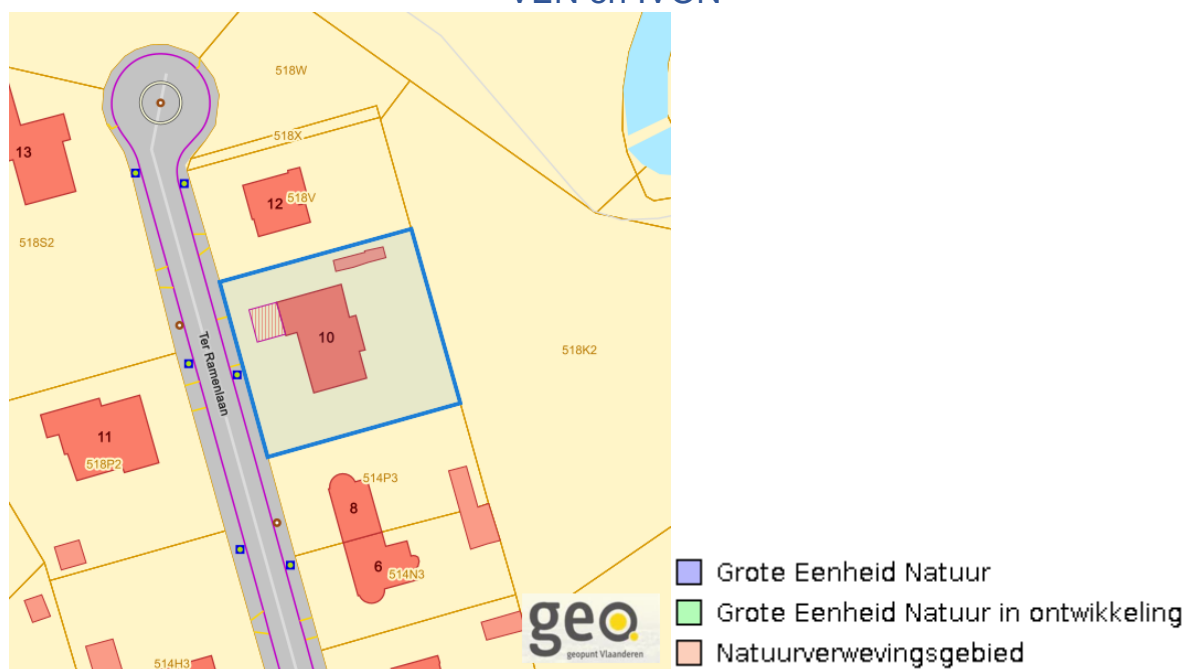 518W
518X
13
12
518V
518S2
10
518K2
Ter Ramenlaan
11
518P2
514P3
8
6
514N3
514H3
geo
geopunt Vlaanderen
Grote Eenheid Natuur
Grote Eenheid Natuur in ontwikkeling
Natuurverwevingsgebied